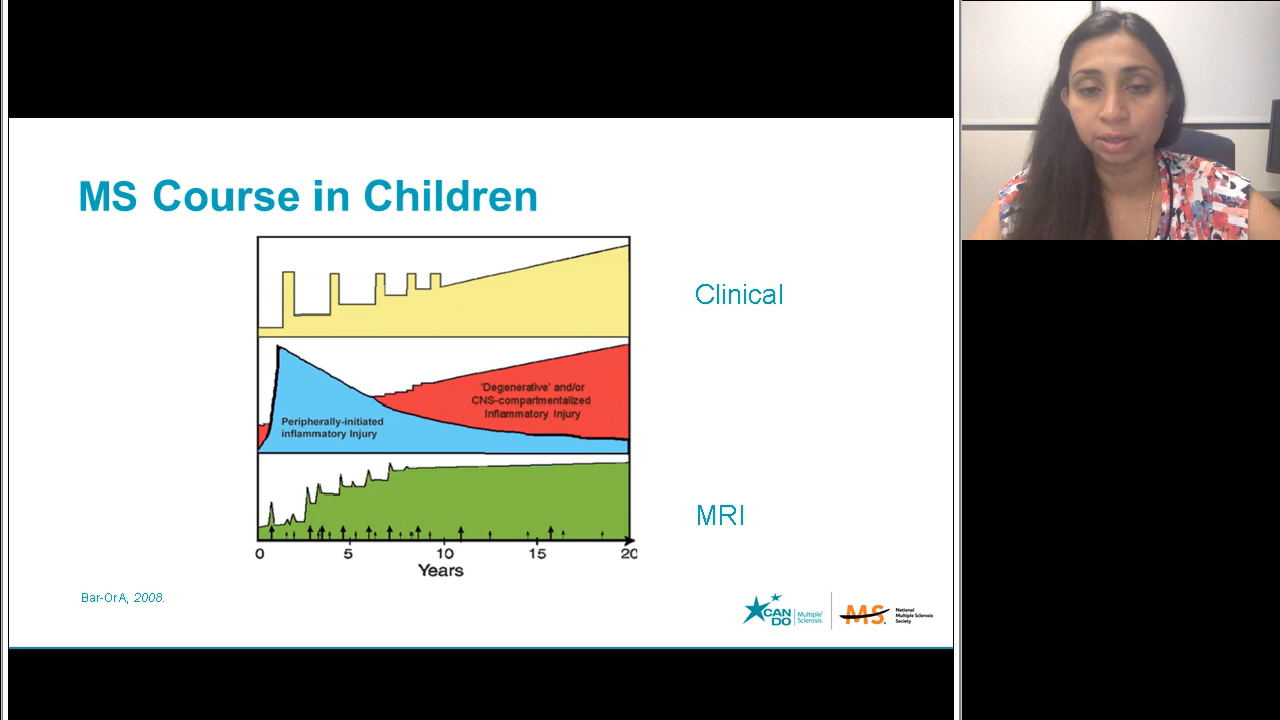 MS Course in Children
Clinical
'Degenerative' and/or
CNS-compartmentalized
Inflammatory Injury
Peripherally-initiated
inflammatory Injury
MRI
0 5 10 15 20
Years
Bar-OrA, 2008.
CAN DO
Multiple
Sclerosis
MS
National
Multiple Sclerosis
Society